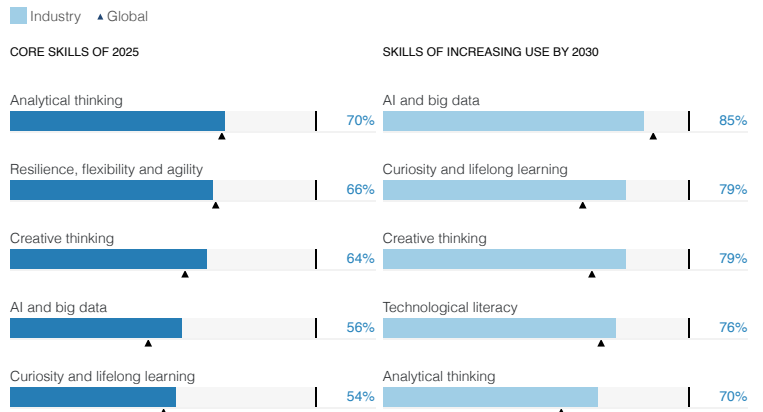 Industry Global
CORE SKILLS OF 2025
Analytical thinking
70%
Resilience, flexibility and agility
66%
Creative thinking
64%
AI and big data
56%
Curiosity and lifelong learning
54%
SKILLS OF INCREASING USE BY 2030
AI and big data
85%
Curiosity and lifelong learning
79%
Creative thinking
79%
Technological literacy
76%
Analytical thinking
70%